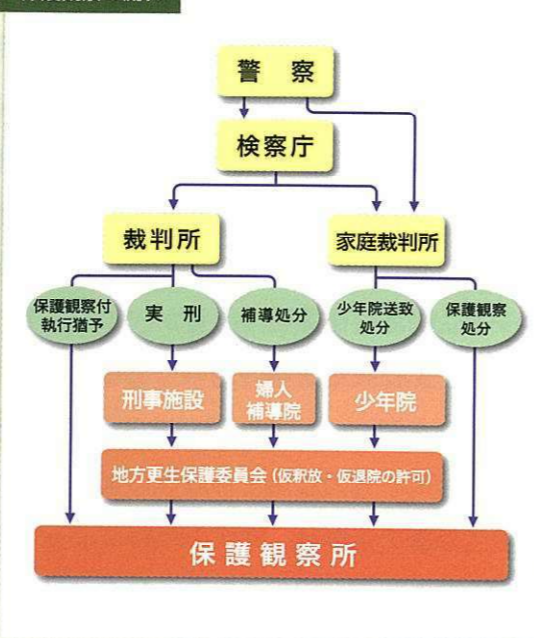 警 察
検察庁
裁判所
家庭裁判所
保護観察付
執行猶予
実 刑
補導処分
少年院送致
処分
保護観察
処分
刑事施設
婦人
補導院
少年院
地方更生保護委員会(仮釈放・仮退院の許可)
保護観察所